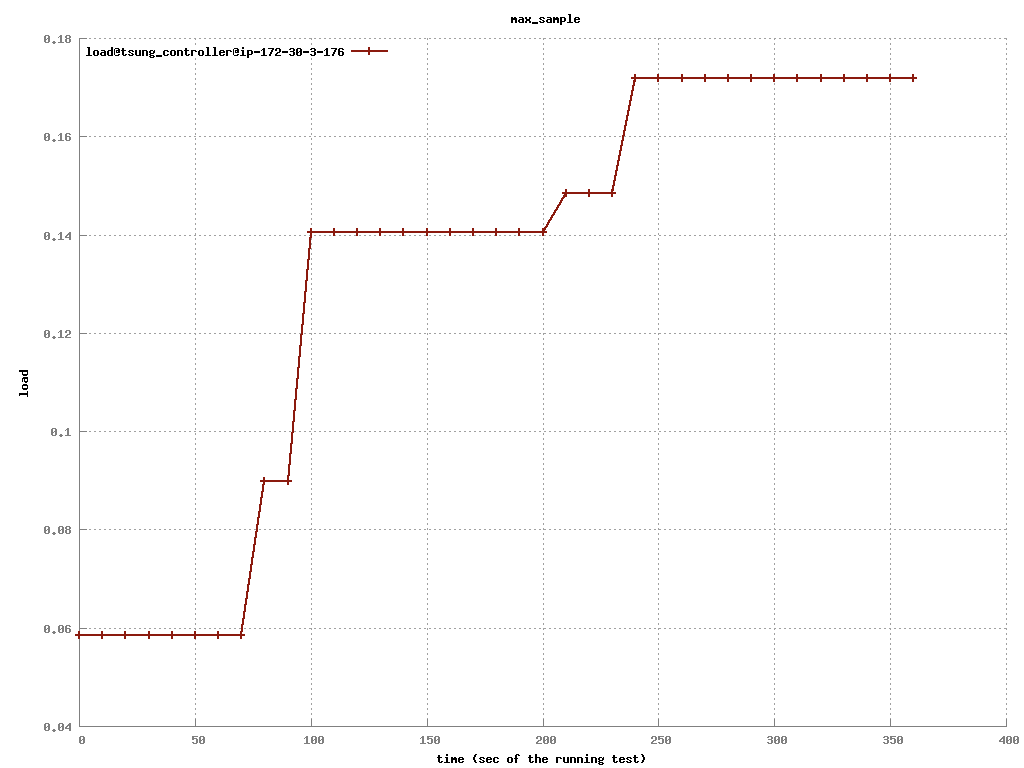 max_sample
load@tsung_controller@ip-172-30-3-176
0.18
0.16
0.14
0.12
0.1
0.08
0.06
0.04
load
0 50 100 150 200 250 300 350 400
time (sec of the running test)